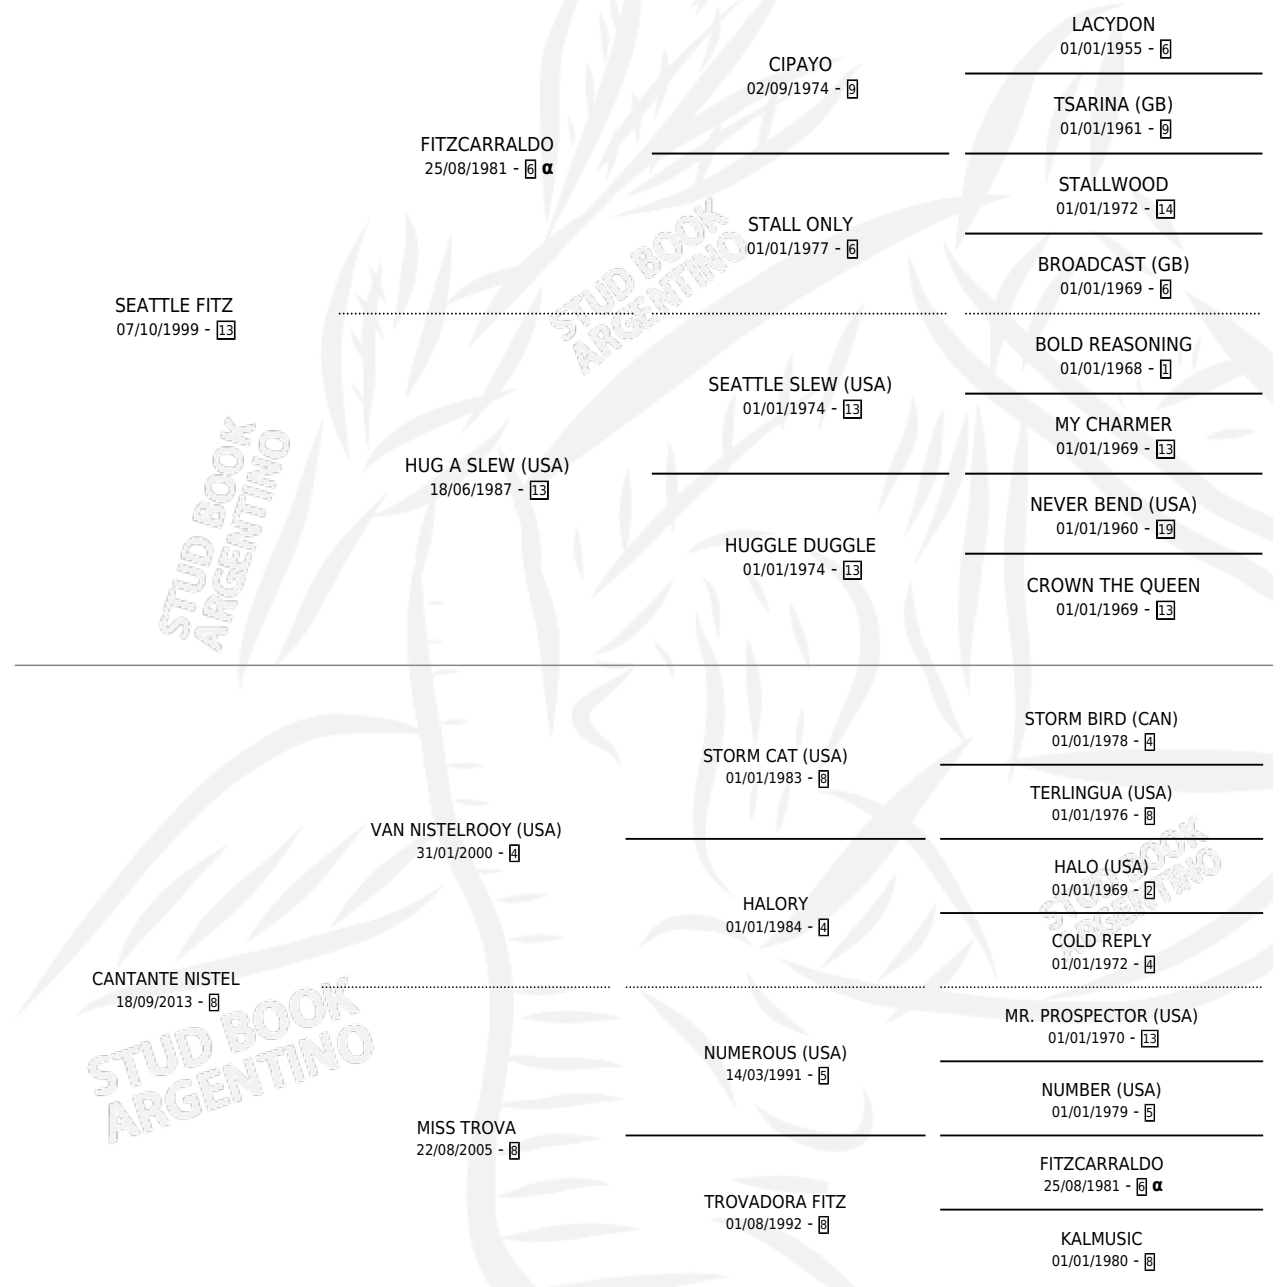 LACYDON
01/01/1955 - 6
CIPAYO
02/09/1974 - 9
TSARINA (GB)
01/01/1961 - 9
FITZCARRALDO
25/08/1981 - 6 α
STALLWOOD
01/01/1972 - 14
STALL ONLY
01/01/1977 - 6
BROADCAST (GB)
01/01/1969 - 6
SEATTLE FITZ
07/10/1999 - 13
BOLD REASONING
01/01/1968 - 1
SEATTLE SLEW (USA)
01/01/1974 - 13
MY CHARMER
01/01/1969 - 13
HUG A SLEW (USA)
18/06/1987 - 13
NEVER BEND (USA)
01/01/1960 - 19
HUGGLE DUGGLE
01/01/1974 - 13
CROWN THE QUEEN
01/01/1969 - 13
STORM BIRD (CAN)
01/01/1978 - 4
STORM CAT (USA)
01/01/1983 - 8
TERLINGUA (USA)
01/01/1976 - 8
VAN NISTELROOY (USA)
31/01/2000 - 4
HALO (USA)
01/01/1969 - 2
HALORY
01/01/1984 - 4
COLD REPLY
01/01/1972 - 4
CANTANTE NISTEL
18/09/2013 - 8
MR. PROSPECTOR (USA)
01/01/1970 - 13
NUMEROUS (USA)
14/03/1991 - 5
NUMBER (USA)
01/01/1979 - 5
MISS TROVA
22/08/2005 - 8
FITZCARRALDO
25/08/1981 - 6 α
TROVADORA FITZ
01/08/1992 - 8
KALMUSIC
01/01/1980 - 8
STUD BOOK
ARGENTINO
STUD BOOK
ARGENTINO
STUD BOOK
ARGENTINO
STUD BOOK
ARGENTINO